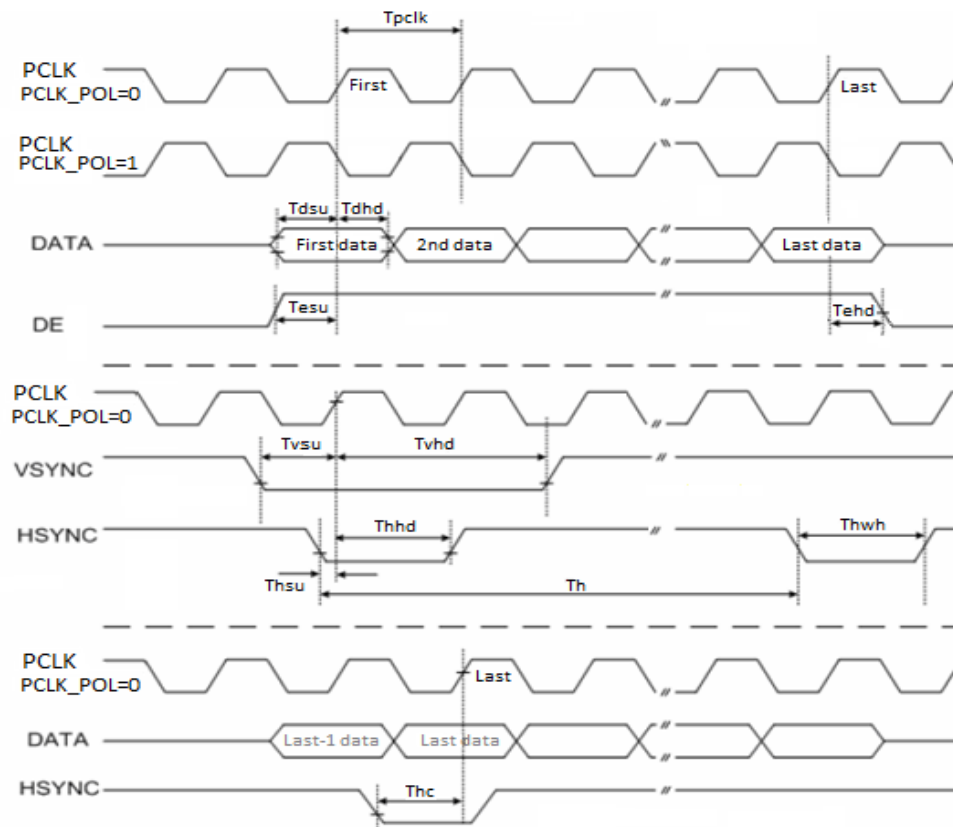 Tpclk
PCLK
PCLK_POL=0
First
Last
PCLK
PCLK_POL=1
Tdsu
Tdhd
DATA
First data
2nd data
Last data
Tesu
Tehd
DE
PCLK
PCLK_POL=0
Tvsu
Tvhd
VSYNC
HSYNC
Thhd
Thwh
Thsu
Th
PCLK
PCLK_POL=0
Last
DATA
Last-1 data
Last data
HSYNC
Thc